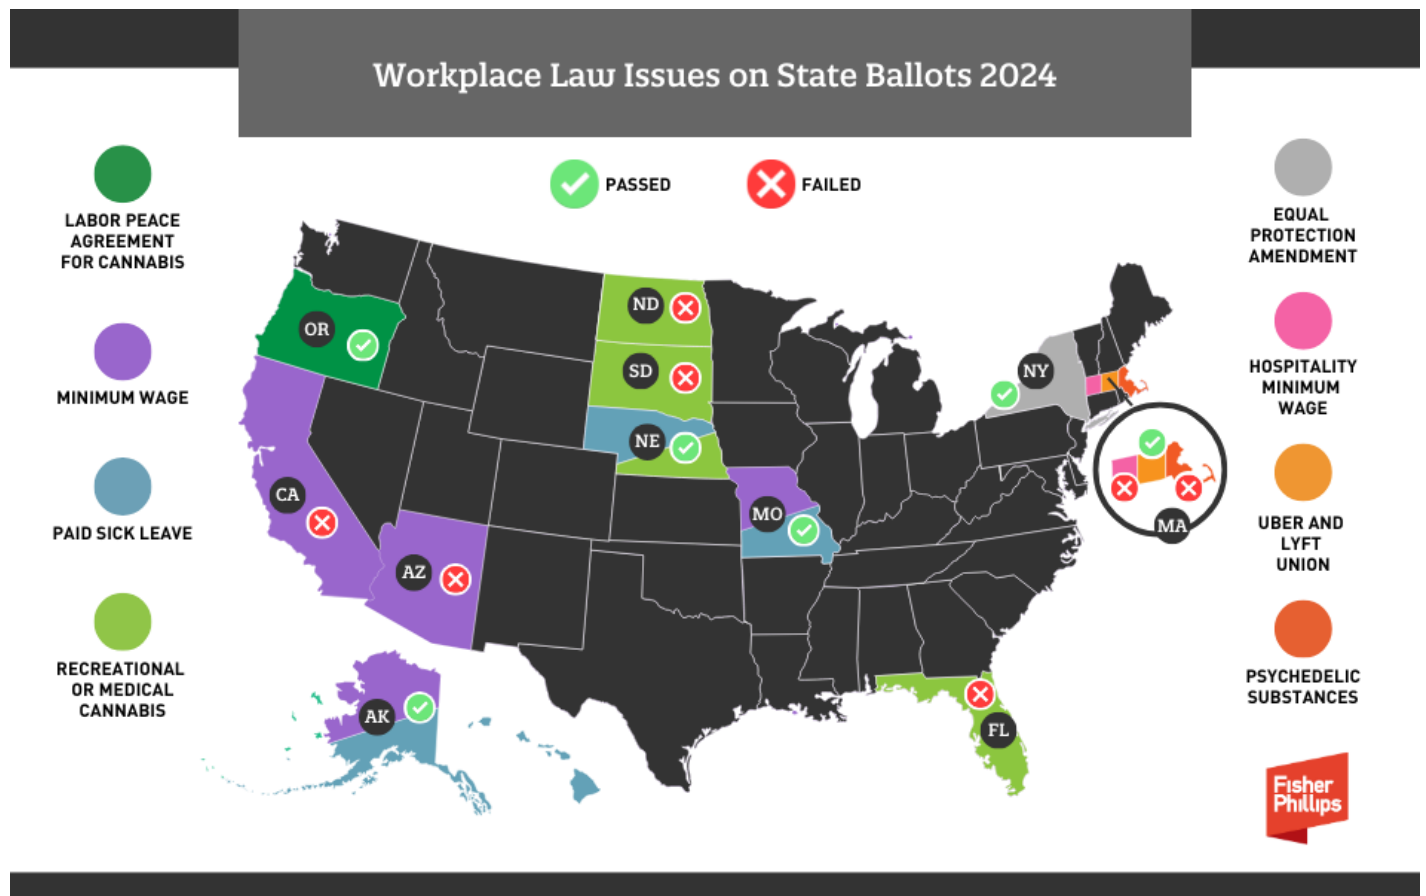 Workplace Law Issues on State Ballots 2024
PASSED
FAILED
LABOR PEACE
AGREEMENT
FOR CANNABIS
MINIMUM WAGE
PAID SICK LEAVE
RECREATIONAL
OR MEDICAL
CANNABIS
OR
CA
AZ
AK
ND
SD
NE
MO
NY
MA
FL
EQUAL
PROTECTION
AMENDMENT
HOSPITALITY
MINIMUM
WAGE
UBER AND
LYFT
UNION
PSYCHEDELIC
SUBSTANCES
Fisher
Phillips